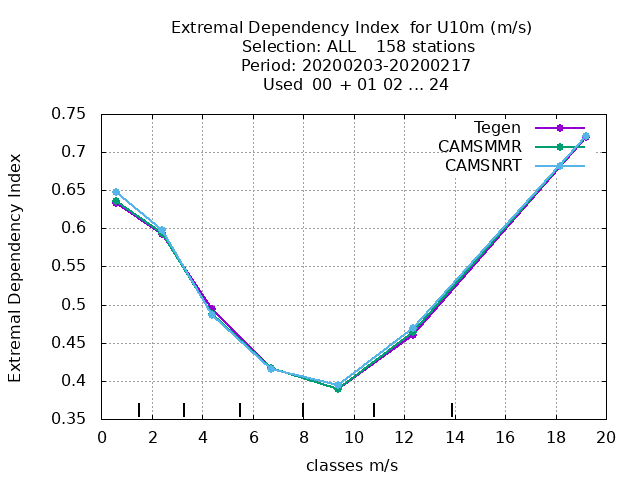 Extremal Dependency Index  for U10m (m/s)
Selection: ALL    158 stations
Period: 20200203-20200217
Used  00  + 01 02 ... 24
Extremal Dependency Index
0.75
0.7
0.65
0.6
0.55
0.5
0.45
0.4
0.35
Tegen
CAMSMMR
CAMSNRT
0 2 4 6 8 10 12 14 16 18 20
classes m/s